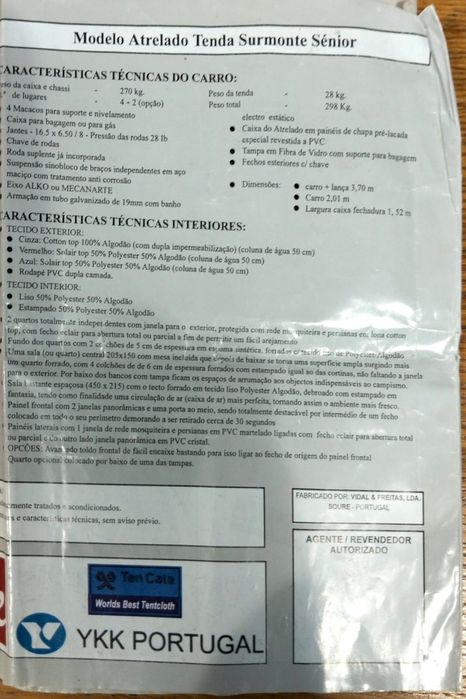 Modelo Atrelado Tenda Surmonte Sénior
CARACTERÍSTICAS TÉCNICAS DO CARRO:
eso da caixa e chassi - 270 kg.
de lugares - 4 + 2 (opção)
4 Macacos para suporte e nivelamento
Caixa para bagagem ou para gás
Jantes - 16.5 x 6.50 / 8 - Pressão das rodas 28 lb
Chave de rodas
Roda suplente já incorporada
Suspensão sinobloco de braços independentes em aço
maciço com tratamento anti corrosão
Eixo ALKO ou MECANARTE
Armação em tubo galvanizado de 19mm com banho
Peso da tenda - 28 kg.
Peso total - 298 Kg.
electro estático
Caixa do Atrelado em painéis de chapa pré-lacada
especial revestida a PVC
Tampa em Fibra de Vidro com suporte para bagagem
Fechos esteriores c/ chave
Dimensões: carro + lança 3,70 m
Carro 2,01 m
Largura caixa fechadura 1, 52 m
CARACTERÍSTICAS TÉCNICAS INTERIORES:
TECIDO EXTERIOR:
Cinza: Cotton top 100% Algodão (com dupla impermeabilização) (coluna de água 50 cm)
Vermelho: Solair top 50% Polyester 50% Algodão (coluna de água 50 cm)
Azul: Solair top 50% Polyester 50% Algodão (coluna de água 50 cm)
Rodapé PVC dupla camada.
TECIDO INTERIOR:
Liso 50% Polyester 50% Algodão
Estampado 50% Polyester 50% Algodão
2 quartos totalmente independentes com janela para o exterior, protegida com rede mosquiteira e persianas em lona cotton
top, com fecho eclair para abertura total ou parcial a fim de permitir um fácil arejamento
Fundo dos quartos com 2 colchões de 5 cm de espessura em espuma sintética, forrados c/ tecido liso de Polyester/Algodão
Uma sala (ou quarto) central 205x150 com mesa incluída que depois de baixar se torna uma superfície ampla surgindo mais
um quarto forrado, com 4 colchões de de 6 cm de espessura forrados com estampado igual ao das cortinas, não faltando a janela
para o exterior. Por baixo dos bancos com tampa ficam os espaços de arrumação aos objectos indispensáveis ao campismo.
Sala bastante espaçosa (450 x 215) com o tecto forrado em tecido liso Polyester Algodão, debroado com estampado em
fantasia, tendo como finalidade uma circulação de ar (caixa de ar) mais perfeita, tornando assim o ambiente mais fresco.
Painel frontal com 2 janelas panorâmicas e uma porta ao meio, sendo totalmente destacável por intermédio de um fecho
colocado em todo o seu perímetro demorando a ser retirado cerca de 30 segundos
Painéis laterais com 1 janela de rede mosquiteira e persianas em PVC martelado ligadas com fecho eclair para abertura total
ou parcial e do outro lado janela panorâmica em PVC cristal.
OPCÕES: Avançado toldo frontal de fácil encaixe bastando para isso ligar ao fecho de origem do painel frontal
Quarto opcional colocado por baixo de uma das tampas.
mente tratados e acondicionados.
e características técnicas, sem aviso prévio.
FABRICADO POR: VIDAL & FREITAS, LDA.
SOURE - PORTUGAL
AGENTE / REVENDEDOR
AUTORIZADO
Ten Cate
Worlds Best Tentcloth
YKK PORTUGAL